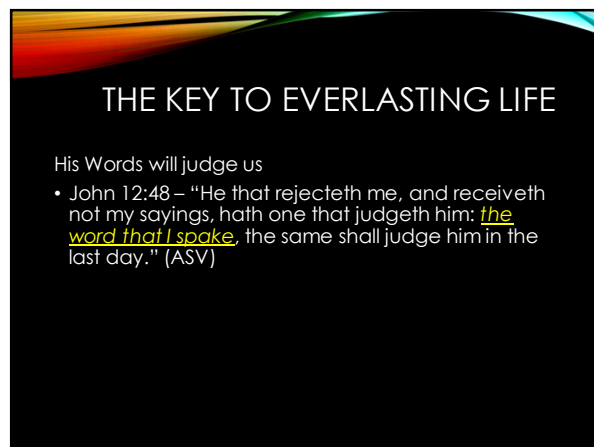 THE KEY TO EVERLASTING LIFE
His Words will judge us
• John 12:48 – “He that rejecteth me, and receiveth
not my sayings, hath one that judgeth him: the
word that I spake, the same shall judge him in the
last day.” (ASV)